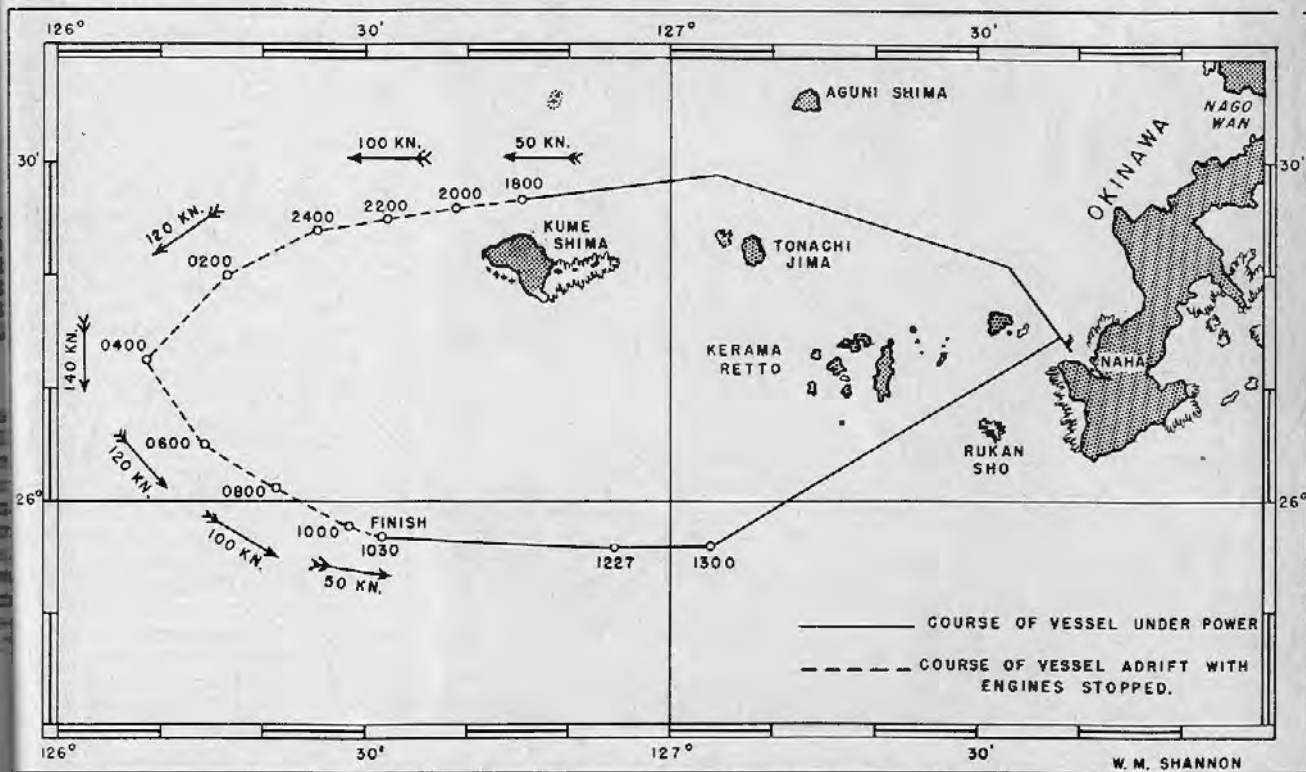 126° 30' 127° 30'
AGUNI SHIMA
NAGO
WAN
OKINAWA
100 KN. 50 KN.
30' 30'
1800
2000
2200
2400
120 KN.
0200
KUME
SHIMA
TONACHI
JIMA
0400
140 KN.
KERAMA
RETTO
NAHA
0600
120 KN.
RUKAN
SHO
0800
26° 26°
100 KN.
1000 FINISH
1030
50 KN.
1227 1300
COURSE OF VESSEL UNDER POWER
COURSE OF VESSEL ADRIFT WITH
ENGINES STOPPED.
126° 30' 127° 30'
W. M. SHANNON